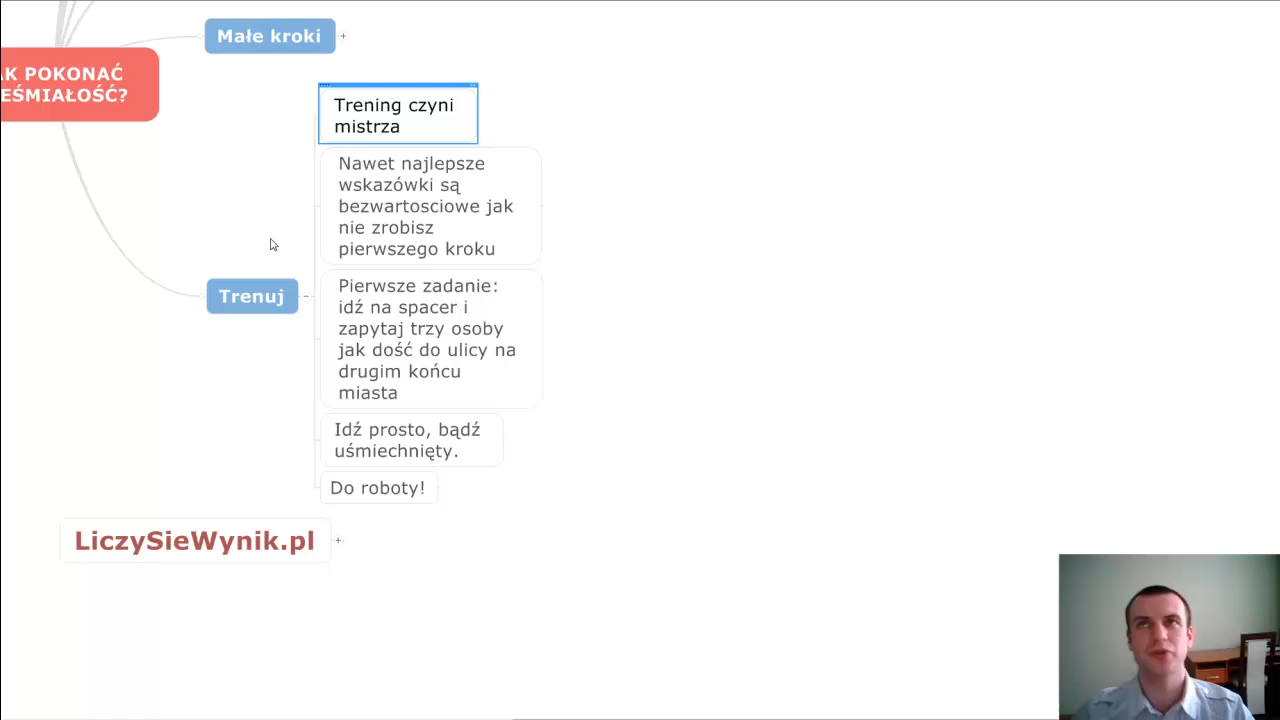 Małe kroki
AK POKONAĆ
EŚMIAŁOŚĆ?
Trening czyni
mistrza
Nawet najlepsze
wskazówki są
bezwartosciowe jak
nie zrobisz
pierwszego kroku
Trenuj
Pierwsze zadanie:
idź na spacer i
zapytaj trzy osoby
jak dość do ulicy na
drugim końcu
miasta
Idź prosto, bądź
uśmiechnięty.
Do roboty!
LiczySieWynik.pl